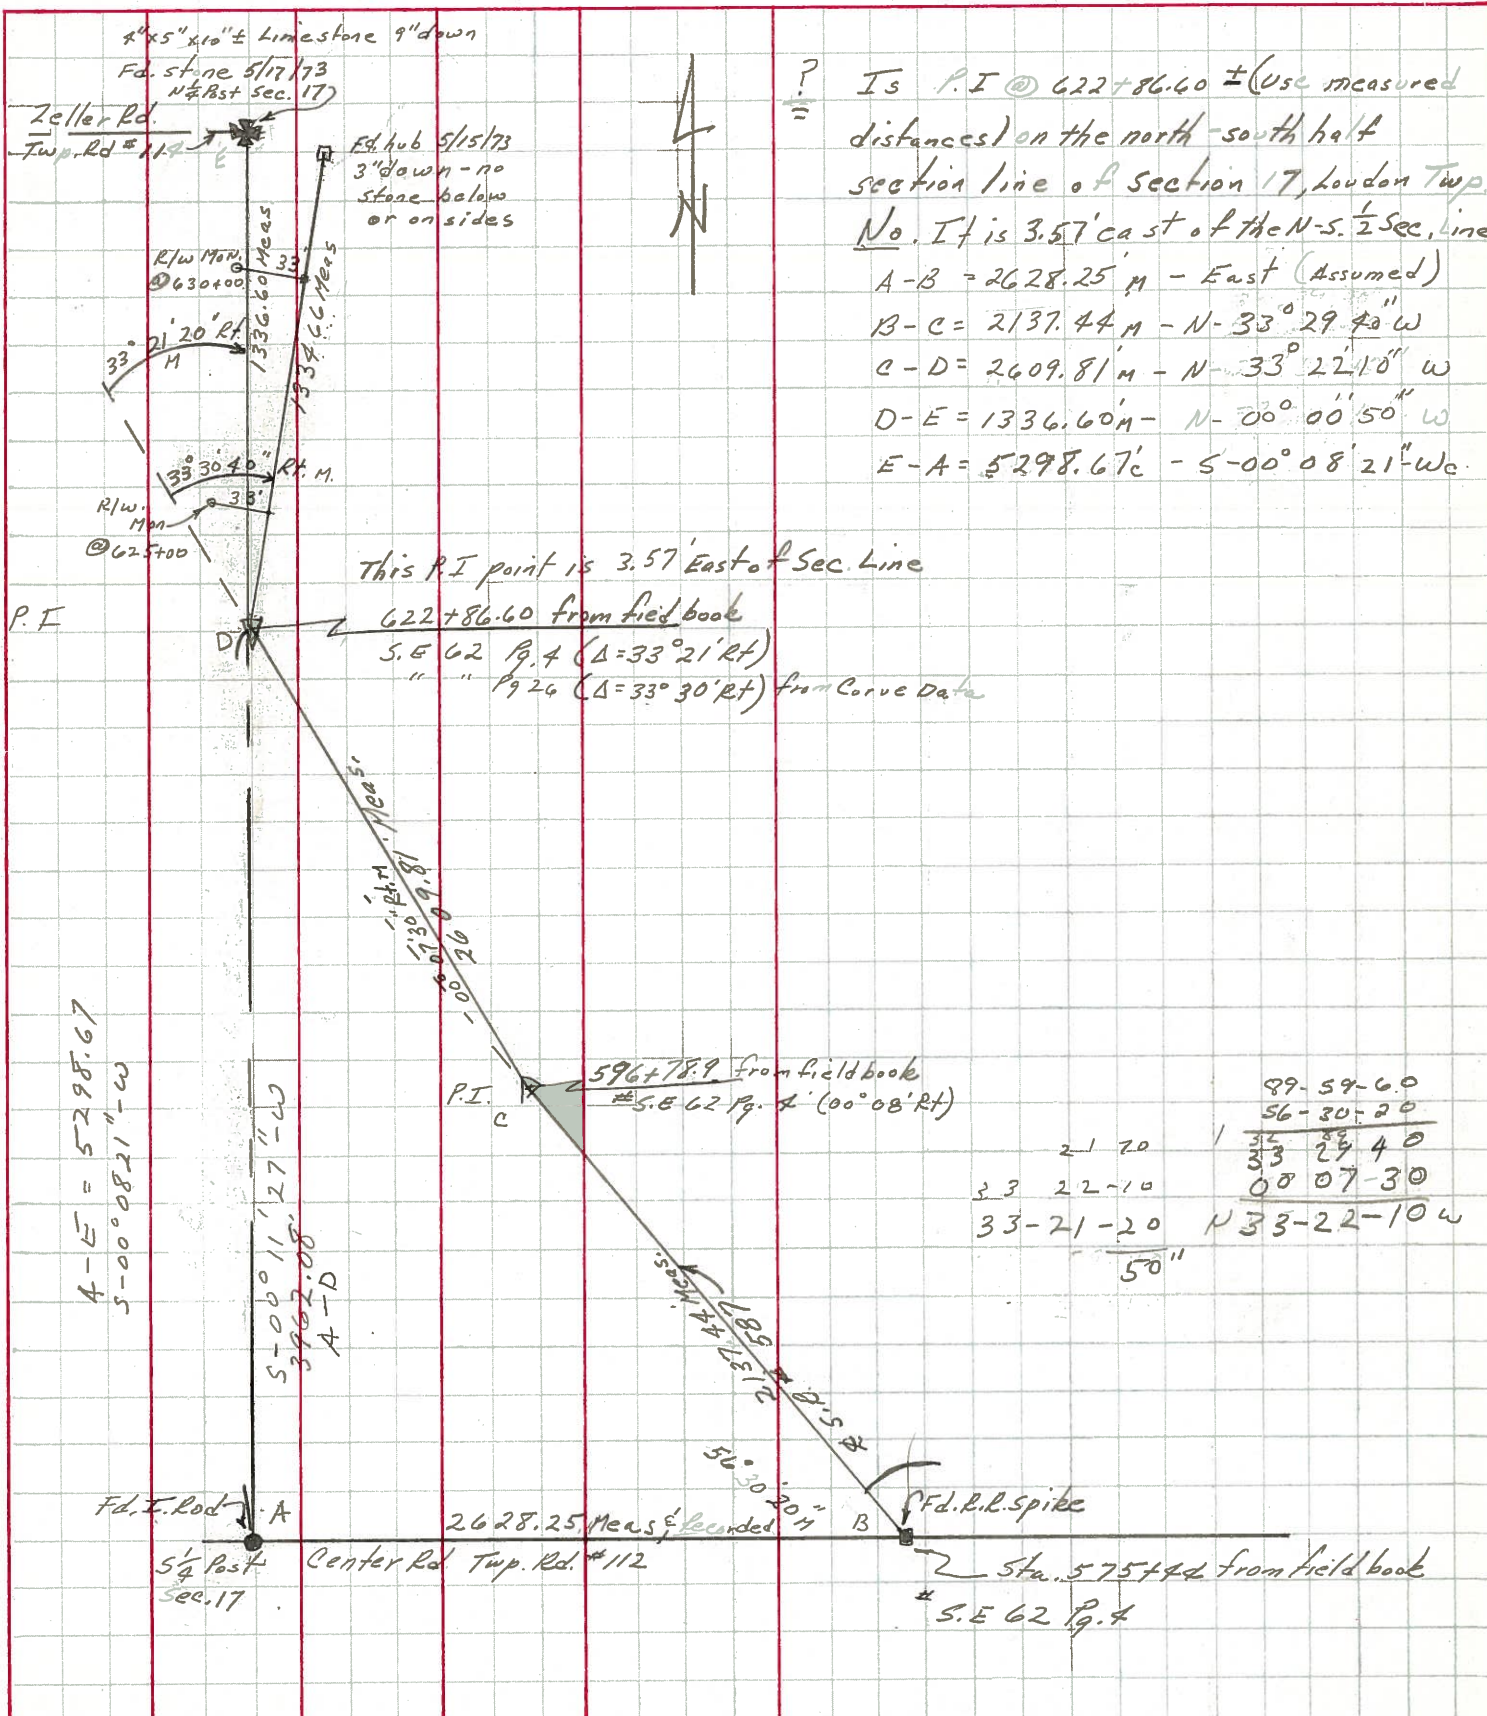 4"x5"x10"± Limestone 9"down
Fd. stone 5/17/73
N¼ Post Sec. 17
Zeller Rd.
Twp. Rd #114
E
Fd. hub 5/15/73
3"down - no
stone below
or on sides
R/W Mon.
@ 630+00
33'
1336.60 Meas
1334.66 Meas
33° 21' 20" Rt.
M
33° 30' 40" Rt. M.
33'
R/W.
Mon
@ 625+00
?
Is P.I @ 622+86.60 ± (Use measured
distances) on the north-south half
section line of Section 17, Loudon Twp.
No. It is 3.57' east of the N-S. ½ Sec. Line
A-B = 2628.25' M - East (Assumed)
B-C = 2137.44 M - N-33° 29' 40" W
C-D = 2609.81' M - N-33° 22' 10" W
D-E = 1336.60' M - N-00° 00' 50" W
E-A = 5298.67' c - S-00° 08' 21"-W c.
This P.I point is 3.57' East of Sec. Line
P.I
D
622+86.60 from field book
S.E 62 Pg. 4 (Δ=33° 21' Rt)
" " Pg 26 (Δ=33° 30' Rt) from Curve Data
2609.81 Meas.
P.I.
C
596+78.9 from field book
#S.E 62 Pg. 4 (00° 08' Rt)
A-E = 5298.67
S-00° 08 21"-W
S-00° 11' 27"-W
3962.08'
A-D
89-59-60
56-30-20
33 29 40
00 07-30
N 33-22-10 W
21 70
33 22-10
33-21-20
50"
2137.44 Meas.
56° 30' 20"
M
Fd. I. Rod
A
2628.25 Meas. & Recorded
B
Fd. R.R. Spike
S¼ Post
Sec. 17
Center Rd. Twp. Rd. #112
Sta. 575+44 from field book
# S.E 62 Pg. 4